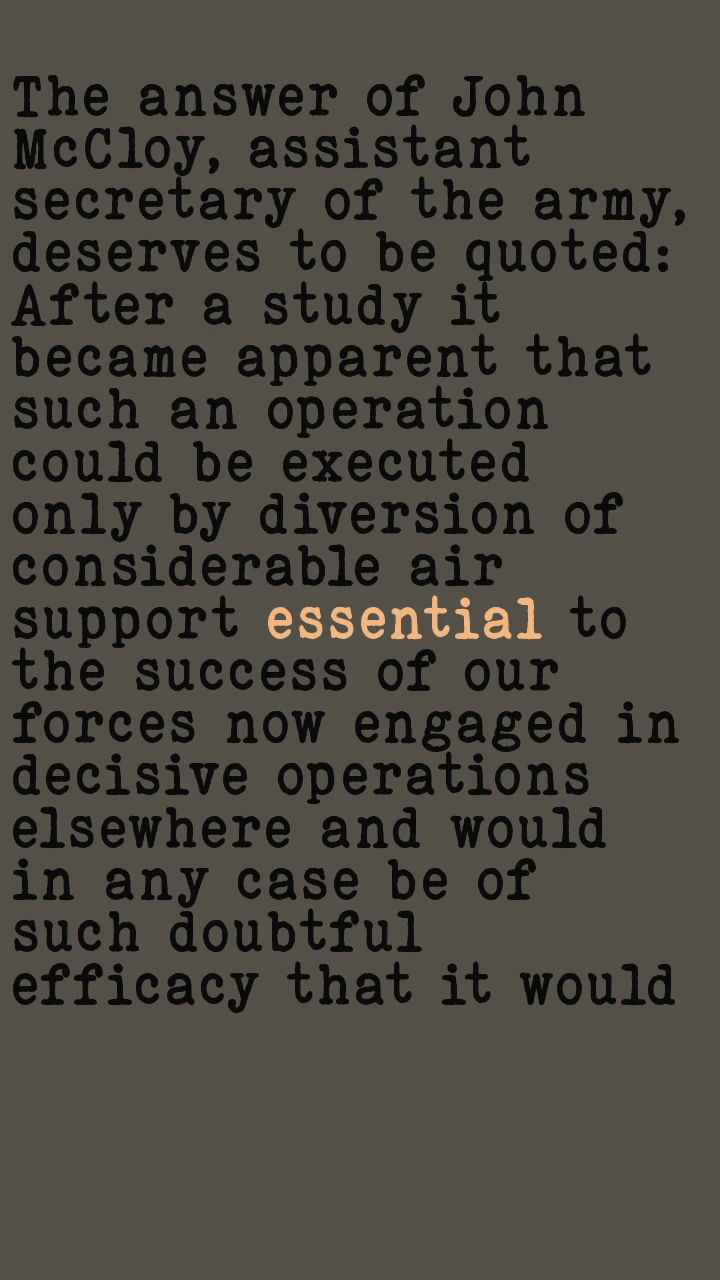 The answer of John
McCloy, assistant
secretary of the army,
deserves to be quoted:
After a study it
became apparent that
such an operation
could be executed
only by diversion of
considerable air
support essential to
the success of our
forces now engaged in
decisive operations
elsewhere and would
in any case be of
such doubtful
efficacy that it would